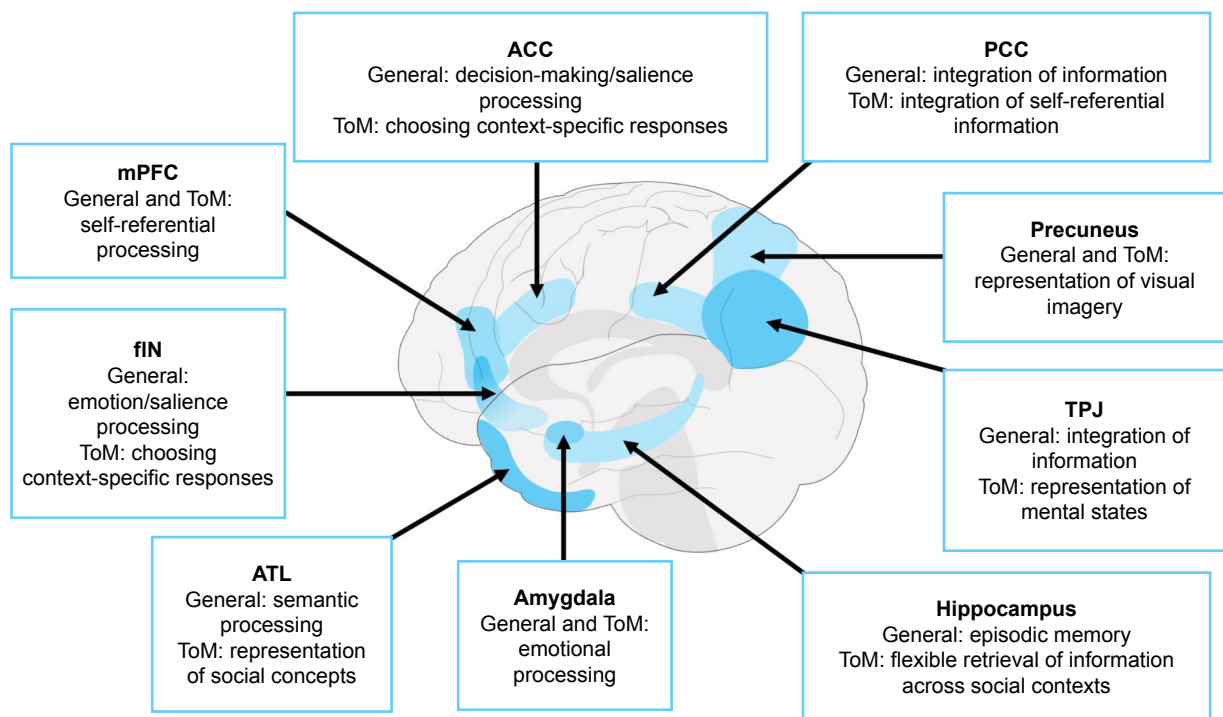 ACC
General: decision-making/salience
processing
ToM: choosing context-specific responses
PCC
General: integration of information
ToM: integration of self-referential
information
mPFC
General and ToM:
self-referential
processing
Precuneus
General and ToM:
representation of visual
imagery
fIN
General:
emotion/salience
processing
ToM: choosing
context-specific responses
TPJ
General: integration of
information
ToM: representation of
mental states
ATL
General: semantic
processing
ToM: representation
of social concepts
Amygdala
General and ToM:
emotional
processing
Hippocampus
General: episodic memory
ToM: flexible retrieval of information
across social contexts